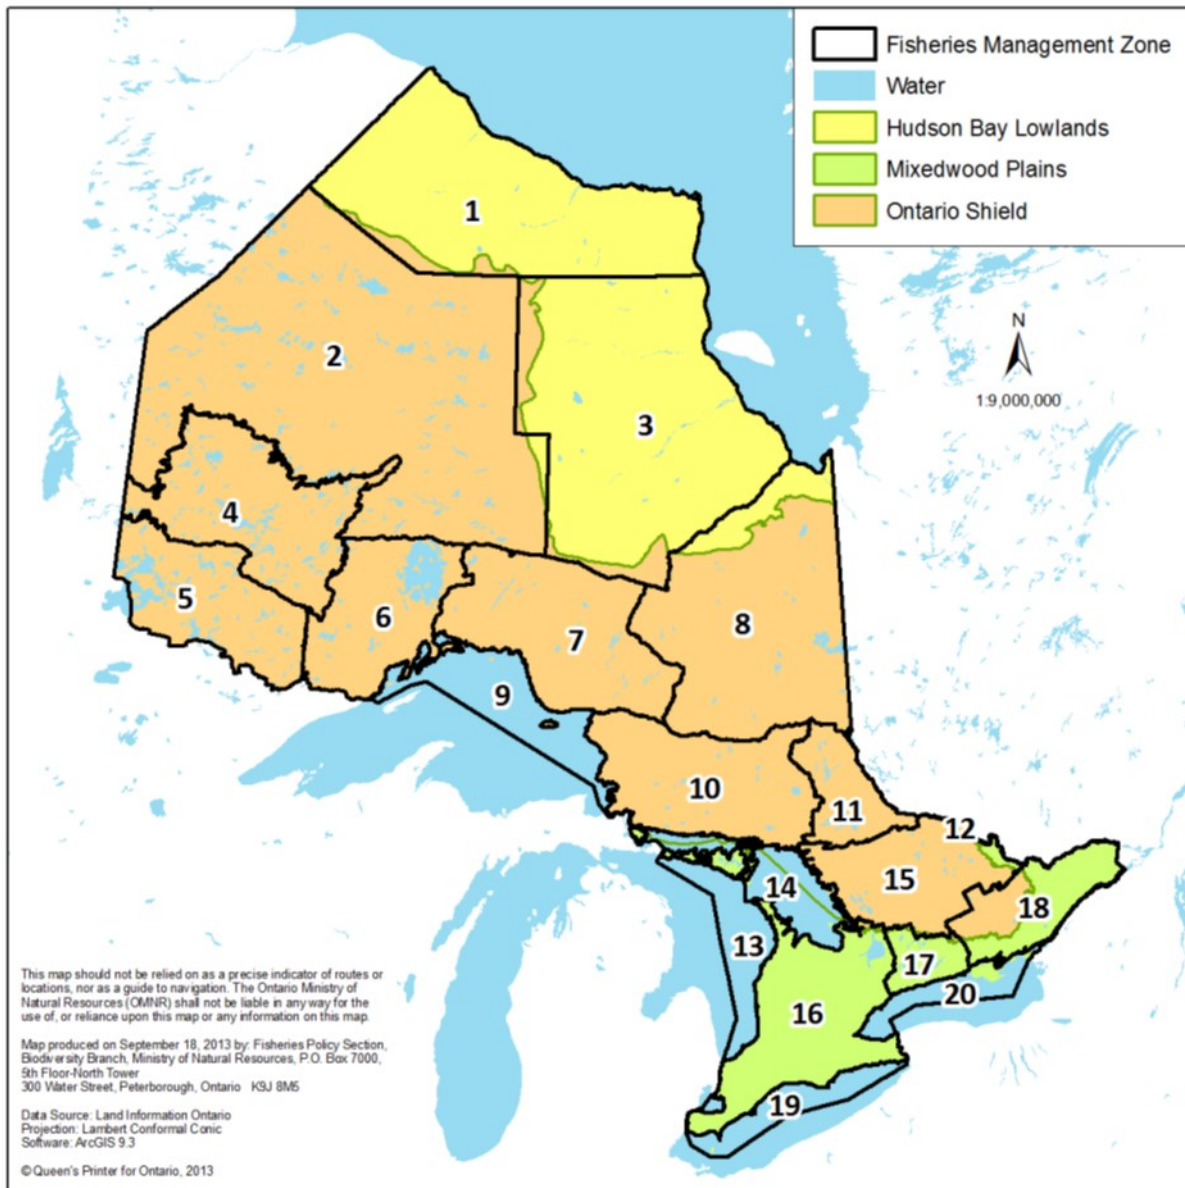 Fisheries Management Zone
Water
Hudson Bay Lowlands
Mixedwood Plains
Ontario Shield
N
1:9,000,000
1
2
3
4
5
6
7
8
9
10
11
12
13
14
15
16
17
18
19
20
This map should not be relied on as a precise indicator of routes or
locations, nor as a guide to navigation. The Ontario Ministry of
Natural Resources (OMNR) shall not be liable in any way for the
use of, or reliance upon this map or any information on this map.
Map produced on September 18, 2013 by: Fisheries Policy Section,
Biodiversity Branch, Ministry of Natural Resources, P.O. Box 7000,
5th Floor-North Tower
300 Water Street, Peterborough, Ontario K9J 8M5
Data Source: Land Information Ontario
Projection: Lambert Conformal Conic
Software: ArcGIS 9.3
© Queen's Printer for Ontario, 2013